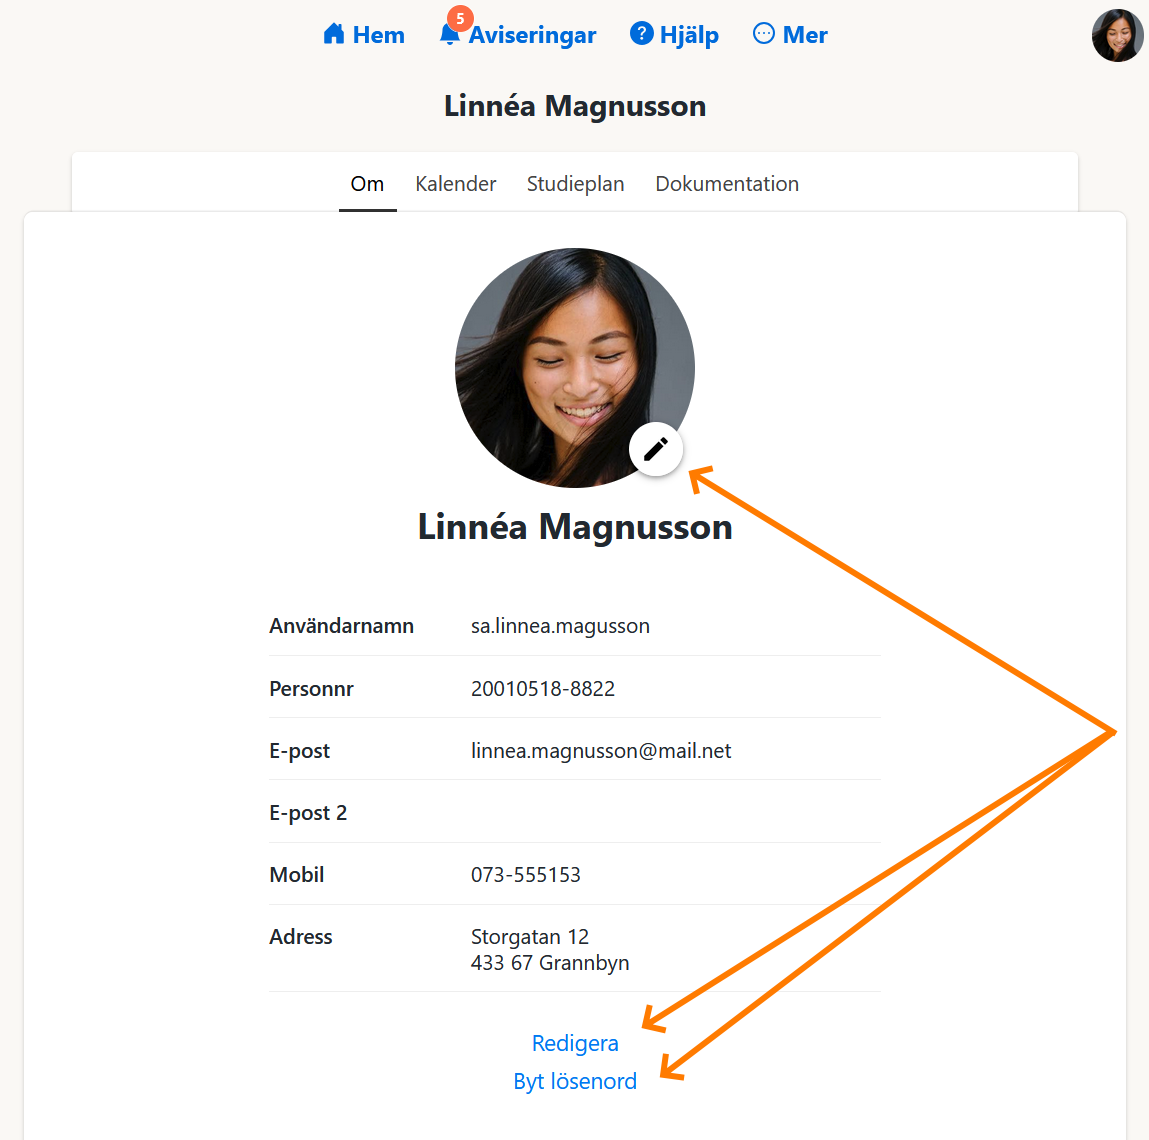 Hem 5 Aviseringar ? Hjälp Mer
Linnéa Magnusson
Om Kalender Studieplan Dokumentation
Linnéa Magnusson
Användarnamn sa.linnea.magusson
Personnr 20010518-8822
E-post linnea.magnusson@mail.net
E-post 2
Mobil 073-555153
Adress Storgatan 12
433 67 Grannbyn
Redigera
Byt lösenord